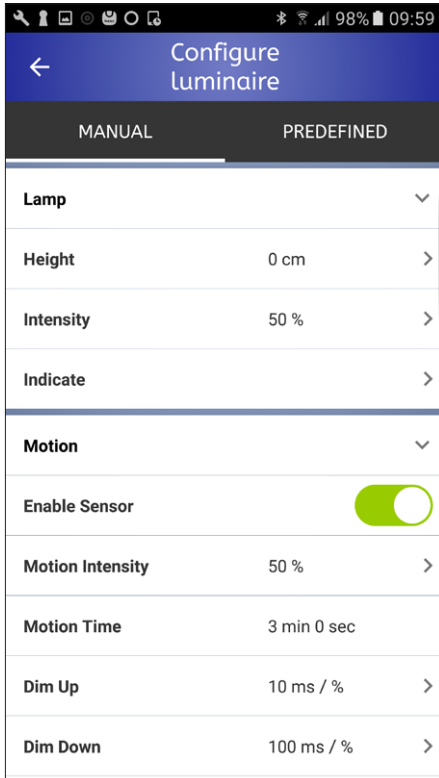 98% 09:59
Configure
luminaire
MANUAL PREDEFINED
Lamp
Height 0 cm
Intensity 50 %
Indicate
Motion
Enable Sensor
Motion Intensity 50 %
Motion Time 3 min 0 sec
Dim Up 10 ms / %
Dim Down 100 ms / %